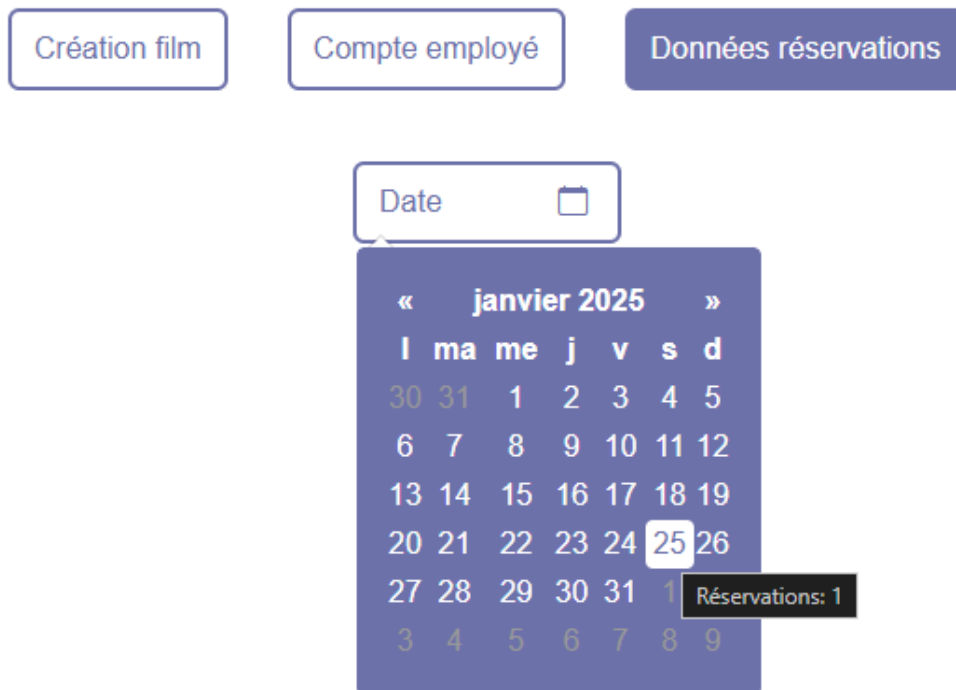 Création film Compte employé Données réservations
Date
« janvier 2025 »
l ma me j v s d
30 31 1 2 3 4 5
6 7 8 9 10 11 12
13 14 15 16 17 18 19
20 21 22 23 24 25 26
27 28 29 30 31 1
Réservations: 1
3 4 5 6 7 8 9